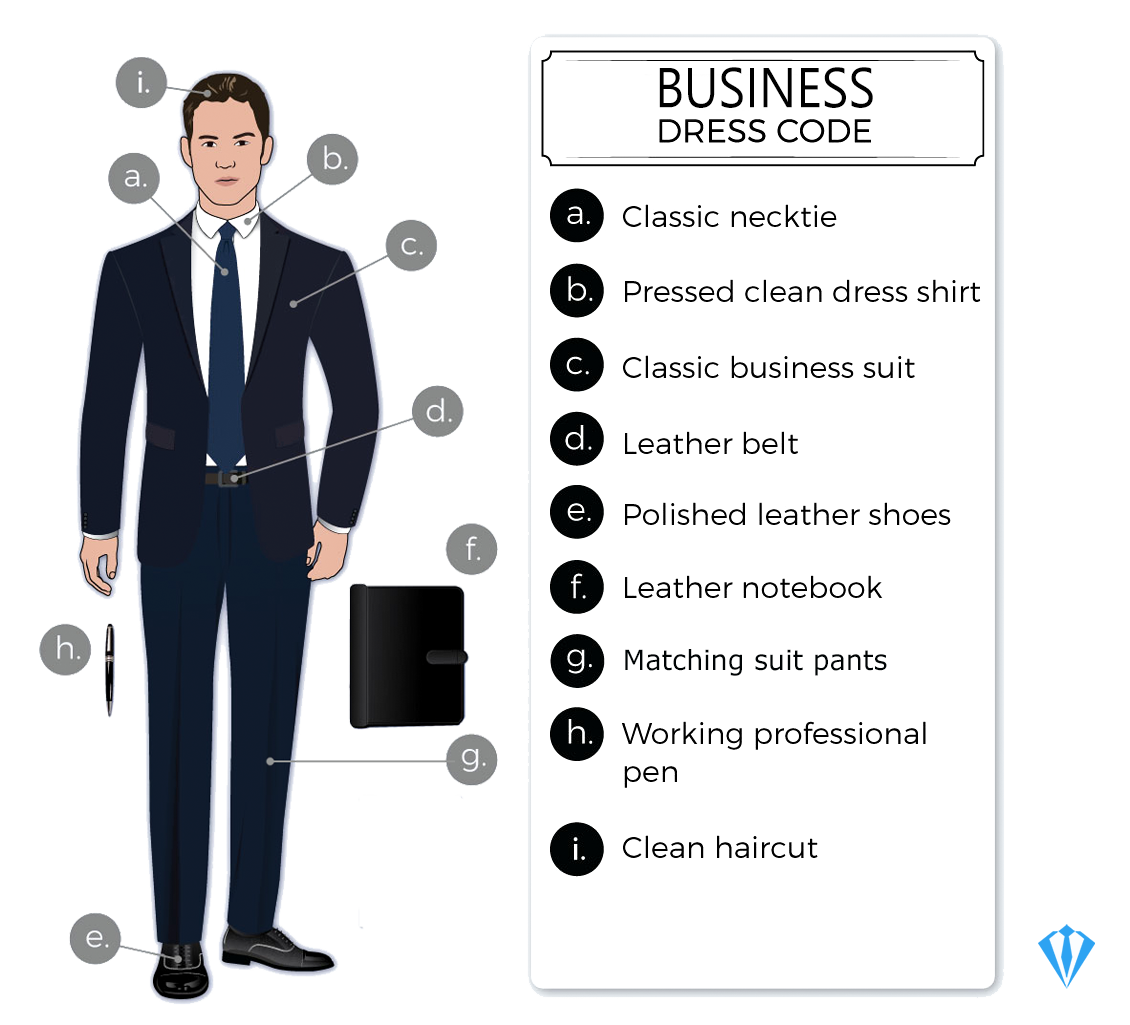 i.
b.
a.
c.
d.
f.
h.
g.
e.
BUSINESS
DRESS CODE
a. Classic necktie
b. Pressed clean dress shirt
c. Classic business suit
d. Leather belt
e. Polished leather shoes
f. Leather notebook
g. Matching suit pants
h. Working professional
pen
i. Clean haircut